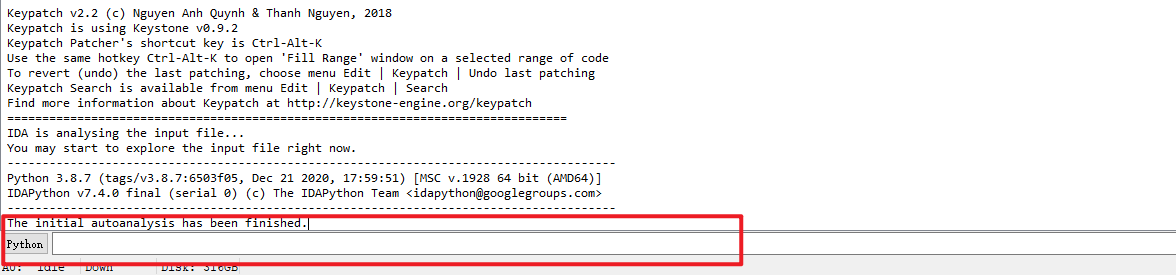 Keypatch v2.2 (c) Nguyen Anh Quynh & Thanh Nguyen, 2018
Keypatch is using Keystone v0.9.2
Keypatch Patcher's shortcut key is Ctrl-Alt-K
Use the same hotkey Ctrl-Alt-K to open 'Fill Range' window on a selected range of code
To revert (undo) the last patching, choose menu Edit | Keypatch | Undo last patching
Keypatch Search is available from menu Edit | Keypatch | Search
Find more information about Keypatch at http://keystone-engine.org/keypatch
================================================================================
IDA is analysing the input file...
You may start to explore the input file right now.
---------------------------------------------------------------------------------------
Python 3.8.7 (tags/v3.8.7:6503f05, Dec 21 2020, 17:59:51) [MSC v.1928 64 bit (AMD64)]
IDAPython v7.4.0 final (serial 0) (c) The IDAPython Team <idapython@googlegroups.com>
---------------------------------------------------------------------------------------
The initial autoanalysis has been finished.
Python
AU: idle Down Disk: 316GB